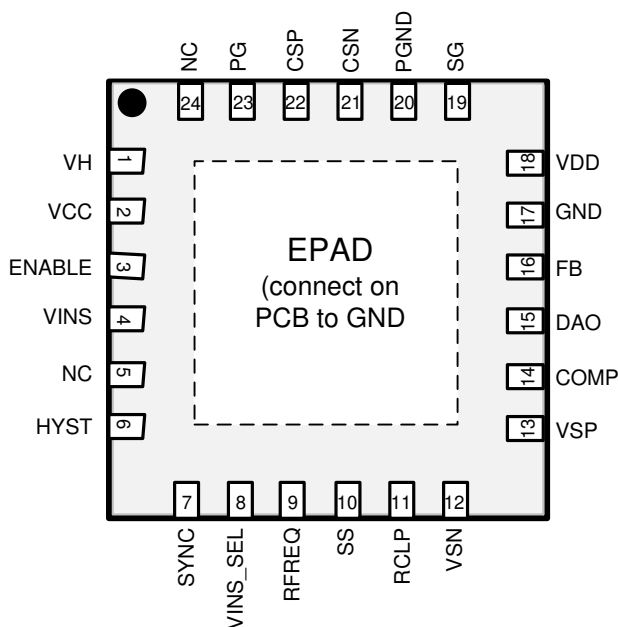 NC
PG
CSP
CSN
PGND
SG
24
23
22
21
20
19
VH
1
VCC
2
ENABLE
3
VINS
4
NC
5
HYST
6
18
VDD
17
GND
16
FB
15
DAO
14
COMP
13
VSP
EPAD
(connect on
PCB to GND
7
8
9
10
11
12
SYNC
VINS_SEL
RFREQ
SS
RCLP
VSN